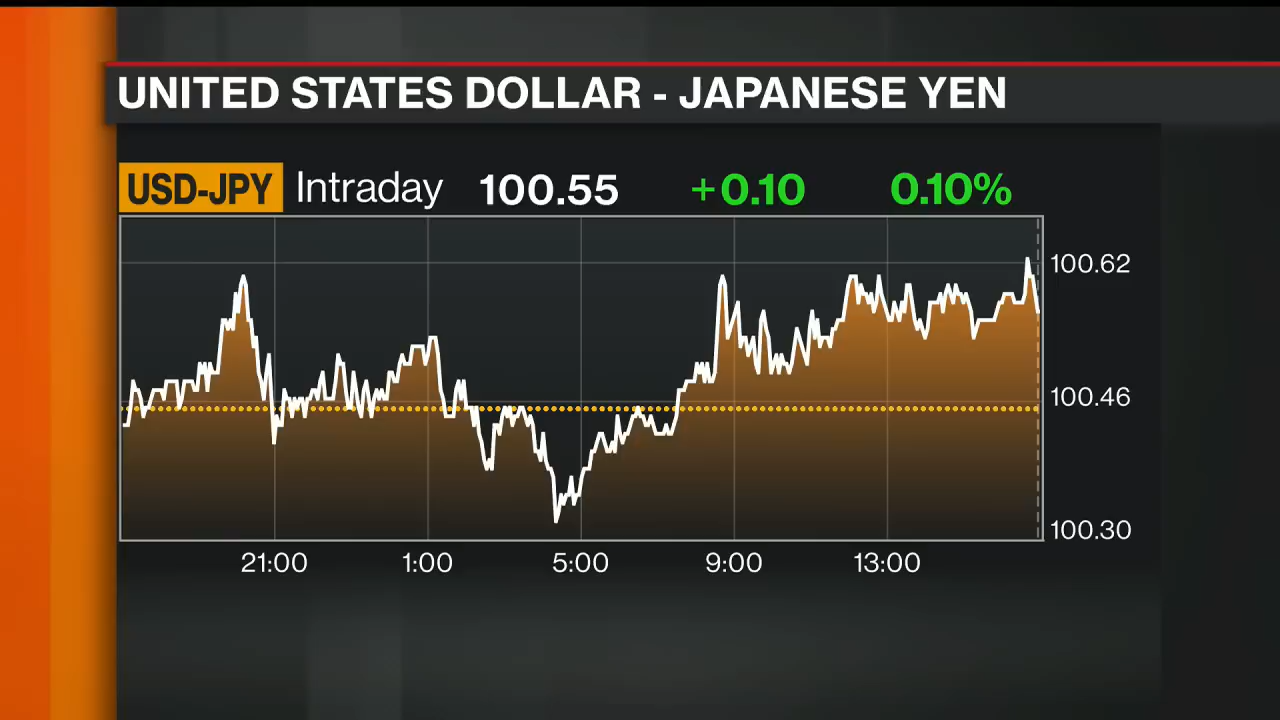 UNITED STATES DOLLAR - JAPANESE YEN
USD-JPY Intraday 100.55 +0.10 0.10%
100.62
100.46
100.30
21:00 1:00 5:00 9:00 13:00